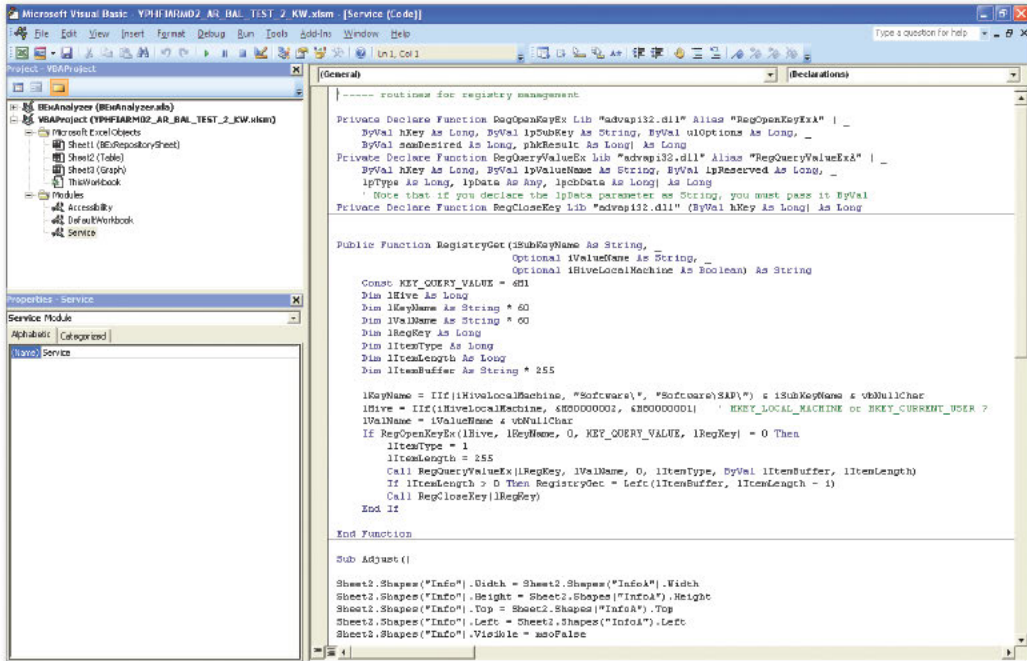 Microsoft Visual Basic - YPHFIARM02_AR_BAL_TEST_2_KW.xlsm - [Service (Code)]
File Edit View Insert Format Debug Run Tools Add-Ins Window Help
Type a question for help
Ln 1, Col 1
Project - VBAProject
BExAnalyzer (BExAnalyzer.xla)
VBAProject (YPHFIARM02_AR_BAL_TEST_2_KW.xlsm)
Microsoft Excel Objects
Sheet1 (BExRepositorySheet)
Sheet2 (Table)
Sheet3 (Graph)
ThisWorkbook
Modules
Accessibility
DefaultWorkbook
Service
Properties - Service
Service Module
Alphabetic Categorized
(Name) Service
(General) (Declarations)
'----- routines for registry management
Private Declare Function RegOpenKeyEx Lib "advapi32.dll" Alias "RegOpenKeyExA" ( _
ByVal hKey As Long, ByVal lpSubKey As String, ByVal ulOptions As Long, _
ByVal samDesired As Long, phkResult As Long) As Long
Private Declare Function RegQueryValueEx Lib "advapi32.dll" Alias "RegQueryValueExA" ( _
ByVal hKey As Long, ByVal lpValueName As String, ByVal lpReserved As Long, _
lpType As Long, lpData As Any, lpcbData As Long) As Long
' Note that if you declare the lpData parameter as String, you must pass it ByVal
Private Declare Function RegCloseKey Lib "advapi32.dll" (ByVal hKey As Long) As Long
Public Function RegistryGet(iSubKeyName As String, _
Optional iValueName As String, _
Optional iHiveLocalMachine As Boolean) As String
Const KEY_QUERY_VALUE = &H1
Dim lHive As Long
Dim lKeyName As String * 60
Dim lValName As String * 60
Dim lRegKey As Long
Dim lItemType As Long
Dim lItemLength As Long
Dim lItemBuffer As String * 255
lKeyName = IIf(iHiveLocalMachine, "Software\", "Software\SAP\") & iSubKeyName & vbNullChar
lHive = IIf(iHiveLocalMachine, &H80000002, &H80000001) ' HKEY_LOCAL_MACHINE or HKEY_CURRENT_USER ?
lValName = iValueName & vbNullChar
If RegOpenKeyEx(lHive, lKeyName, 0, KEY_QUERY_VALUE, lRegKey) = 0 Then
lItemType = 1
lItemLength = 255
Call RegQueryValueEx(lRegKey, lValName, 0, lItemType, ByVal lItemBuffer, lItemLength)
If lItemLength > 0 Then RegistryGet = Left(lItemBuffer, lItemLength - 1)
Call RegCloseKey(lRegKey)
End If
End Function
Sub Adjust()
Sheet2.Shapes("Info").Width = Sheet2.Shapes("InfoA").Width
Sheet2.Shapes("Info").Height = Sheet2.Shapes("InfoA").Height
Sheet2.Shapes("Info").Top = Sheet2.Shapes("InfoA").Top
Sheet2.Shapes("Info").Left = Sheet2.Shapes("InfoA").Left
Sheet2.Shapes("Info").Visible = msoFalse